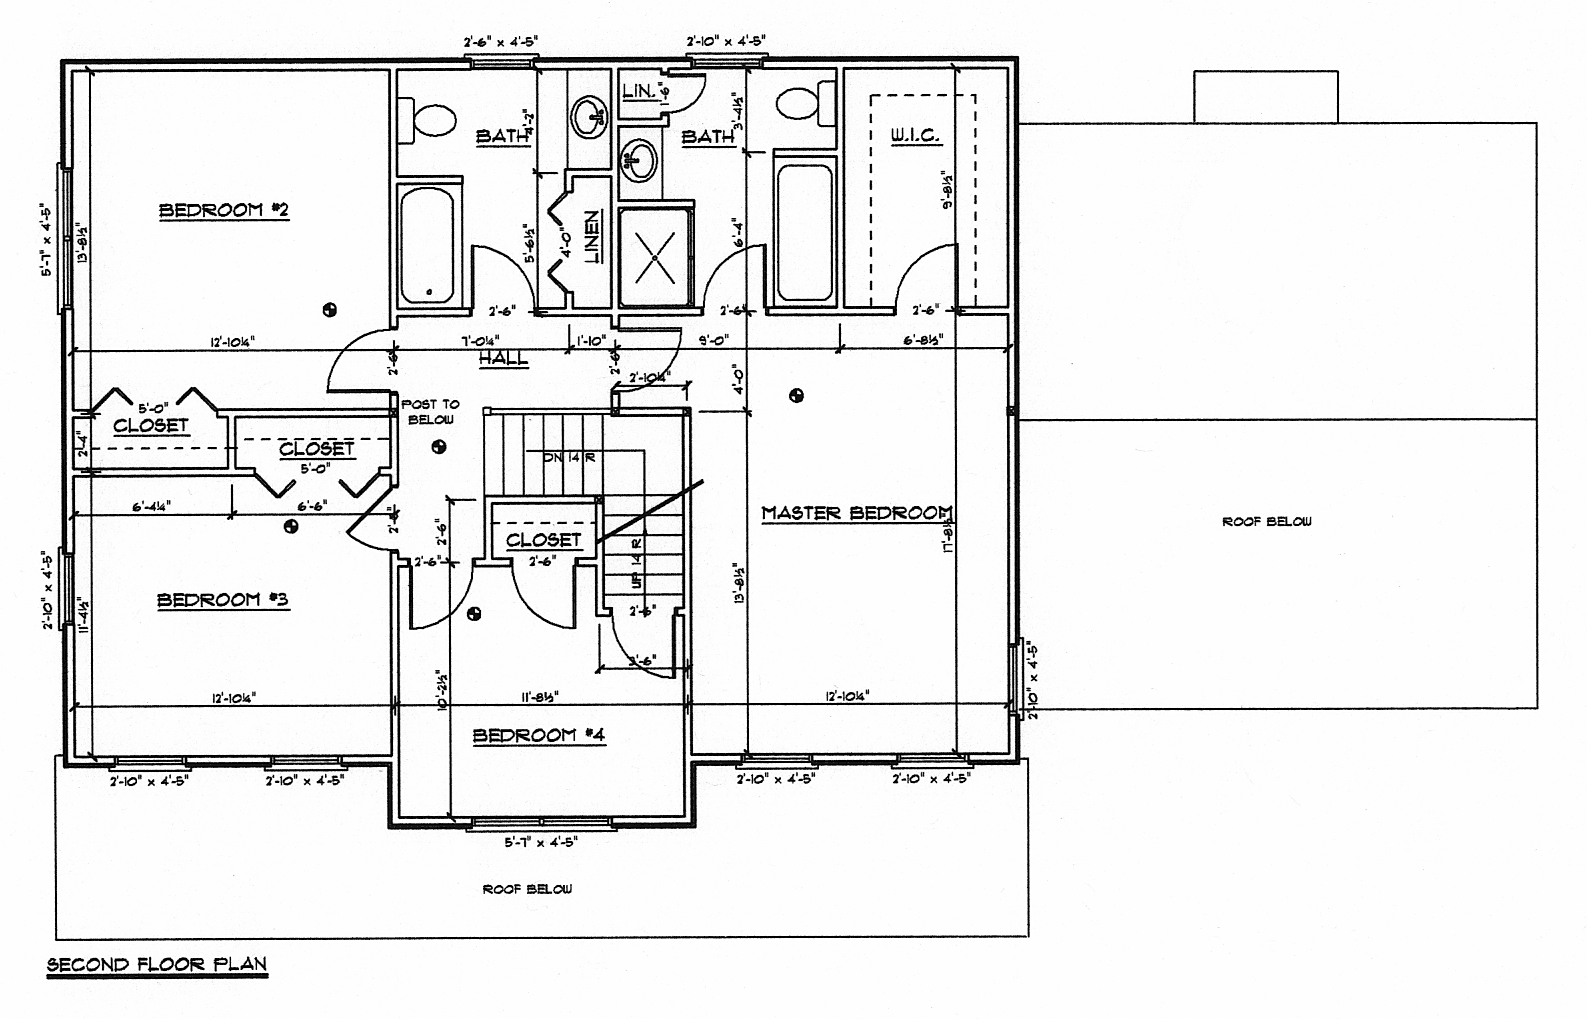 2'-6" x 4'-5"
2'-10" x 4'-5"
LIN.
1'-6"
3'-4½"
4'-2"
BATH
BATH
W.I.C.
BEDROOM #2
9'-8½"
5'-7" x 4'-5"
13'-8½"
5'-6½"
4'-0"
LINEN
6'-4"
2'-6"
2'-6"
2'-6"
12'-10¼"
7'-0¼"
1'-10"
9'-0"
6'-8½"
HALL
2'-6"
2'-6"
2'-10¼"
4'-0"
5'-0"
CLOSET
POST TO
BELOW
2'-4"
CLOSET
5'-0"
DN 14 R
6'-4¼"
6'-6"
2'-6"
2'-6"
MASTER BEDROOM
17'-8½"
ROOF BELOW
CLOSET
2'-6"
2'-6"
UP 14 R
2'-10" x 4'-5"
11'-4½"
BEDROOM #3
13'-8½"
2'-6"
3'-6"
2'-10" x 4'-5"
10'-2½"
12'-10¼"
11'-8½"
12'-10¼"
BEDROOM #4
2'-10" x 4'-5"
2'-10" x 4'-5"
2'-10" x 4'-5"
2'-10" x 4'-5"
5'-7" x 4'-5"
ROOF BELOW
SECOND FLOOR PLAN